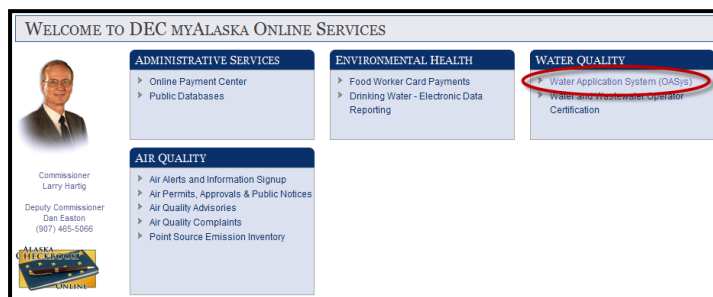 WELCOME TO DEC MYALASKA ONLINE SERVICES
ADMINISTRATIVE SERVICES
Online Payment Center
Public Databases
ENVIRONMENTAL HEALTH
Food Worker Card Payments
Drinking Water - Electronic Data
Reporting
WATER QUALITY
Water Application System (OASys)
Water and Wastewater Operator
Certification
Commissioner
Larry Hartig
Deputy Commissioner
Dan Easton
(907) 465-5066
ALASKA
CHECKBOOK
ONLINE
AIR QUALITY
Air Alerts and Information Signup
Air Permits, Approvals & Public Notices
Air Quality Advisories
Air Quality Complaints
Point Source Emission Inventory